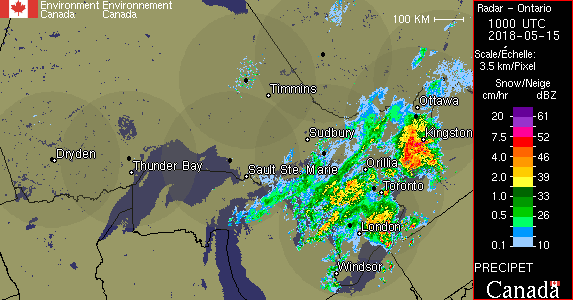 Environment Environnement
Canada Canada
100 KM
Radar - Ontario
1000 UTC
2018-05-15
Scale/Échelle:
3.5 km/Pixel
Snow/Neige
cm/hr dBZ
20 61
7.5 52
4.0 46
2.0 39
1.0 33
0.5 26
0.1 10
PRECIPET
Canada
Timmins
Ottawa
Sudbury
Kingston
Dryden
Thunder Bay
Sault Ste. Marie
Orillia
Toronto
London
Windsor